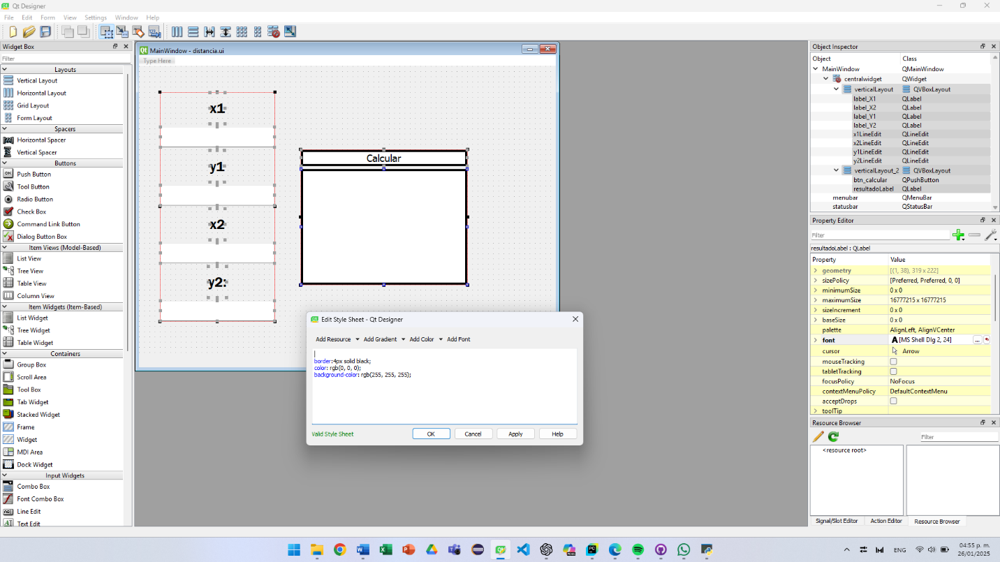 Qt Designer
File Edit Form View Settings Window Help
Widget Box
Filter
Layouts
Vertical Layout
Horizontal Layout
Grid Layout
Form Layout
Spacers
Horizontal Spacer
Vertical Spacer
Buttons
Push Button
Tool Button
Radio Button
Check Box
Command Link Button
Dialog Button Box
Item Views (Model-Based)
List View
Tree View
Table View
Column View
Item Widgets (Item-Based)
List Widget
Tree Widget
Table Widget
Containers
Group Box
Scroll Area
Tool Box
Tab Widget
Stacked Widget
Frame
Widget
MDI Area
Dock Widget
Input Widgets
Combo Box
Font Combo Box
Line Edit
Text Edit
MainWindow - distancia.ui
Type Here
x1
y1
x2
y2:
Calcular
Edit Style Sheet - Qt Designer
Add Resource Add Gradient Add Color Add Font
border:4px solid black;
color: rgb(0, 0, 0);
background-color: rgb(255, 255, 255);
Valid Style Sheet
OK Cancel Apply Help
Object Inspector
Object Class
MainWindow QMainWindow
centralwidget QWidget
verticalLayout QVBoxLayout
label_X1 QLabel
label_X2 QLabel
label_Y1 QLabel
label_Y2 QLabel
x1LineEdit QLineEdit
x2LineEdit QLineEdit
y1LineEdit QLineEdit
y2LineEdit QLineEdit
verticalLayout_2 QVBoxLayout
btn_calcular QPushButton
resultadoLabel QLabel
menubar QMenuBar
statusbar QStatusBar
Property Editor
Filter
resultadoLabel : QLabel
Property Value
geometry [(1, 38), 319 x 222]
sizePolicy [Preferred, Preferred, 0, 0]
minimumSize 0 x 0
maximumSize 16777215 x 16777215
sizeIncrement 0 x 0
baseSize 0 x 0
palette AlignLeft, AlignVCenter
font A [MS Shell Dlg 2, 24] ...
cursor Arrow
mouseTracking
tabletTracking
focusPolicy NoFocus
contextMenuPolicy DefaultContextMenu
acceptDrops
toolTip
Resource Browser
Filter
<resource root>
Signal/Slot Editor Action Editor Resource Browser
ENG
04:55 p. m.
26/01/2025